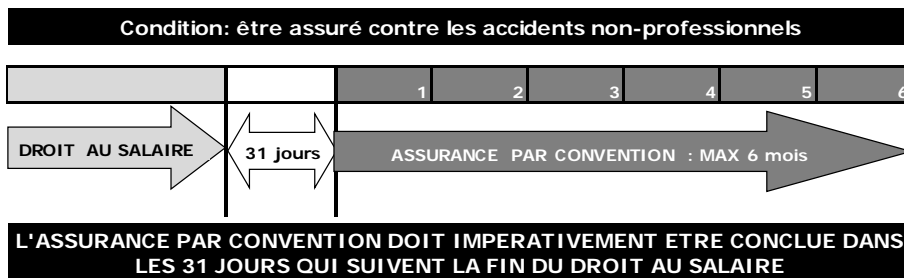 Condition: être assuré contre les accidents non-professionnels
1 2 3 4 5 6
DROIT AU SALAIRE
31 jours
ASSURANCE PAR CONVENTION : MAX 6 mois
L'ASSURANCE PAR CONVENTION DOIT IMPERATIVEMENT ETRE CONCLUE DANS
LES 31 JOURS QUI SUIVENT LA FIN DU DROIT AU SALAIRE